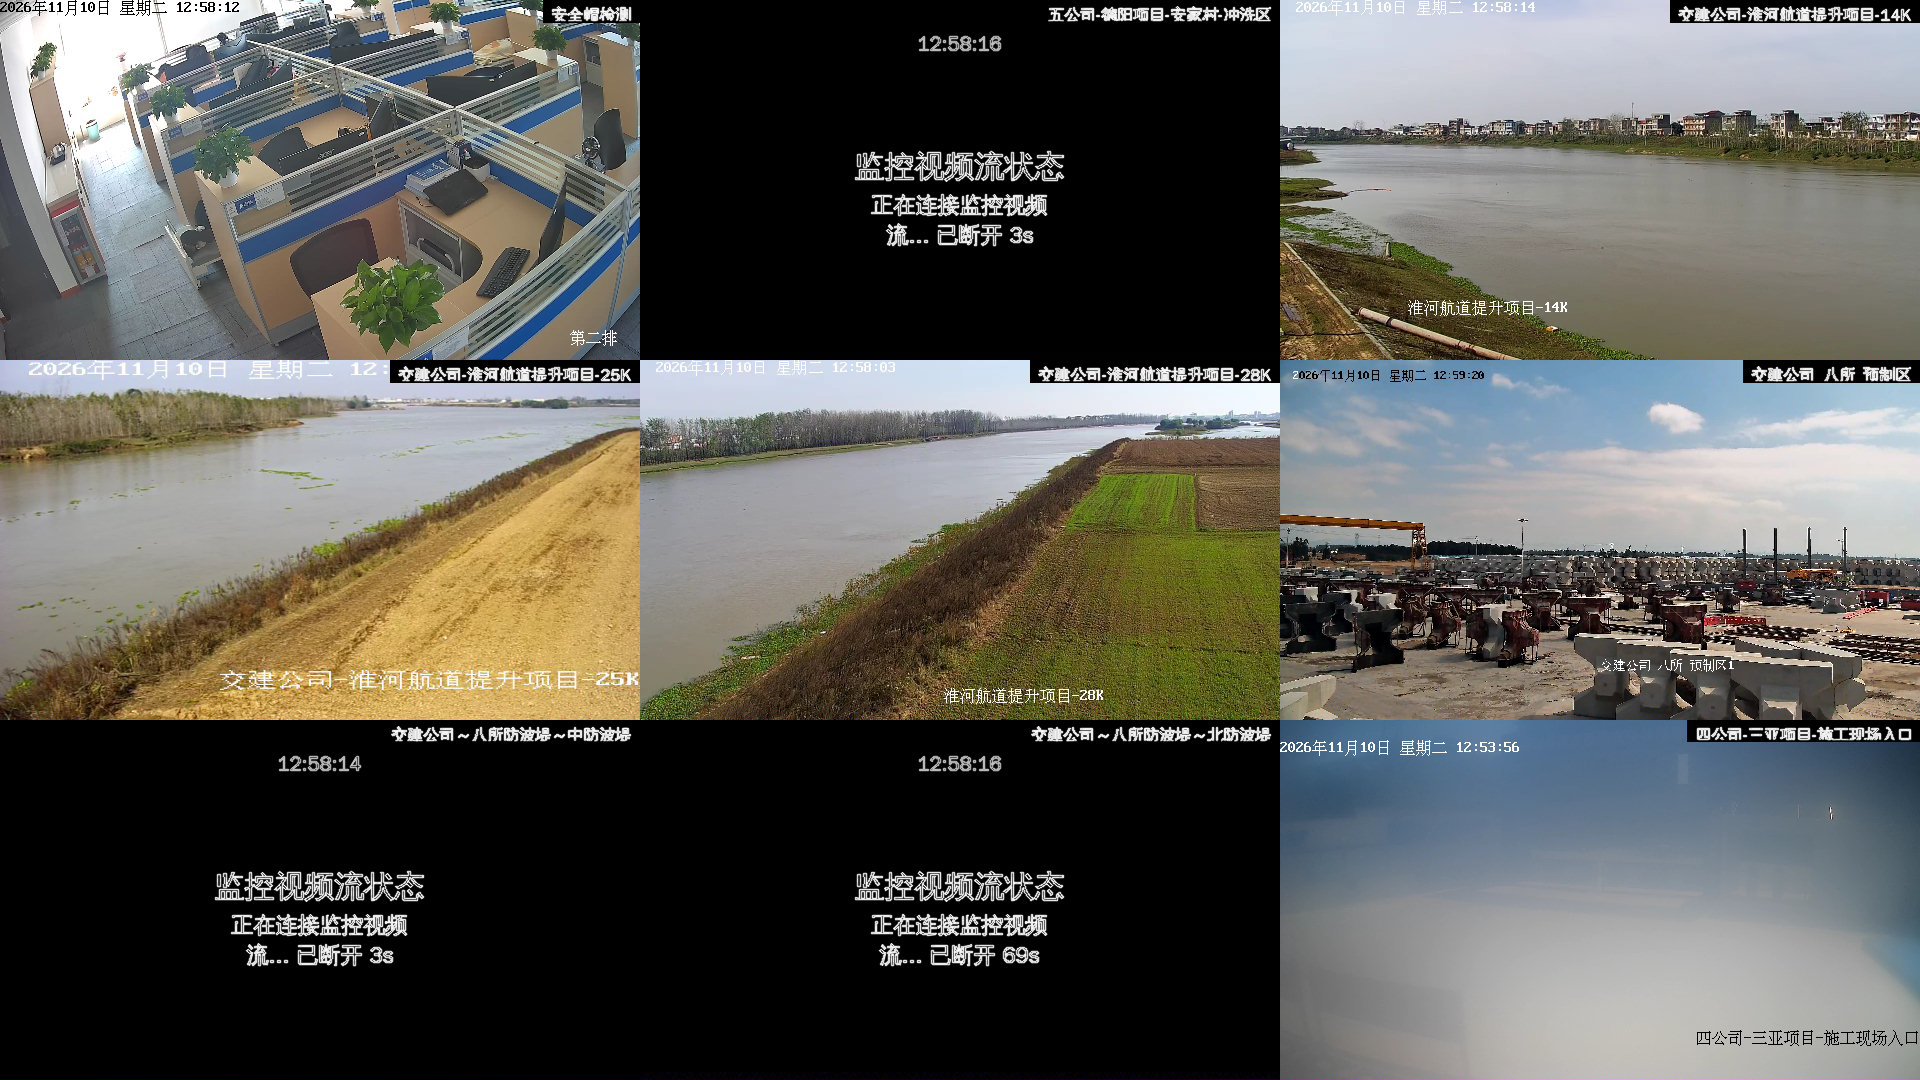 2026年11月10日 星期二 12:58:12
安全帽检测
第二排
五公司-德阳项目-安家村-冲洗区
12:58:16
监控视频流状态
正在连接监控视频
流... 已断开 3s
2026年11月10日 星期二 12:58:14
交建公司-淮河航道提升项目-14K
淮河航道提升项目-14K
2026年11月10日 星期二 12:
交建公司-淮河航道提升项目-25K
交建公司-淮河航道提升项目-25K
2026年11月10日 星期二 12:58:03
交建公司-淮河航道提升项目-28K
淮河航道提升项目-28K
2026年11月10日 星期二 12:59:20
交建公司 八所 预制区
交建公司 八所 预制区1
交建公司～八所防波堤～中防波堤
12:58:14
监控视频流状态
正在连接监控视频
流... 已断开 3s
交建公司～八所防波堤～北防波堤
12:58:16
监控视频流状态
正在连接监控视频
流... 已断开 69s
2026年11月10日 星期二 12:53:56
四公司-三亚项目-施工现场入口
四公司-三亚项目-施工现场入口